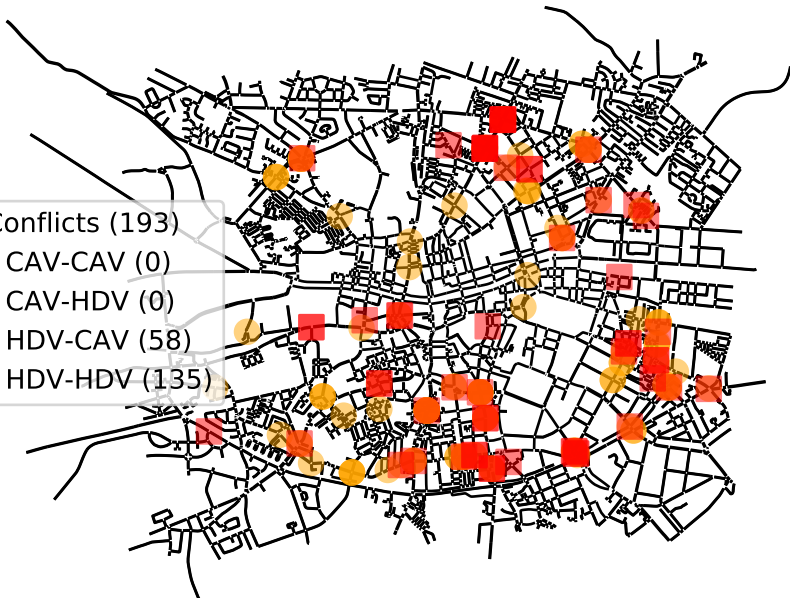 Conflicts (193)
CAV-CAV (0)
CAV-HDV (0)
HDV-CAV (58)
HDV-HDV (135)